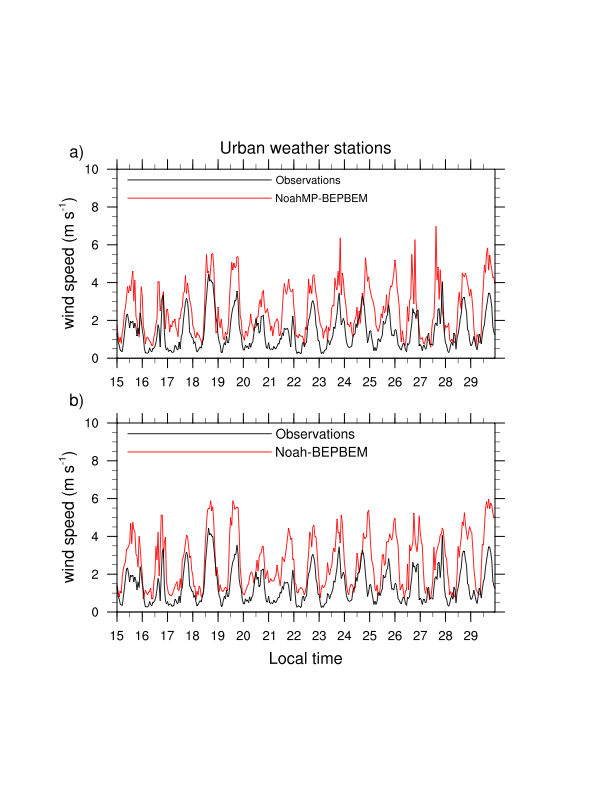 Urban weather stations
a)
10
Observations
NoahMP-BEPBEM
8
6
4
2
0
wind speed (m s-1)
15 16 17 18 19 20 21 22 23 24 25 26 27 28 29
b)
10
Observations
Noah-BEPBEM
8
6
4
2
0
wind speed (m s-1)
15 16 17 18 19 20 21 22 23 24 25 26 27 28 29
Local time